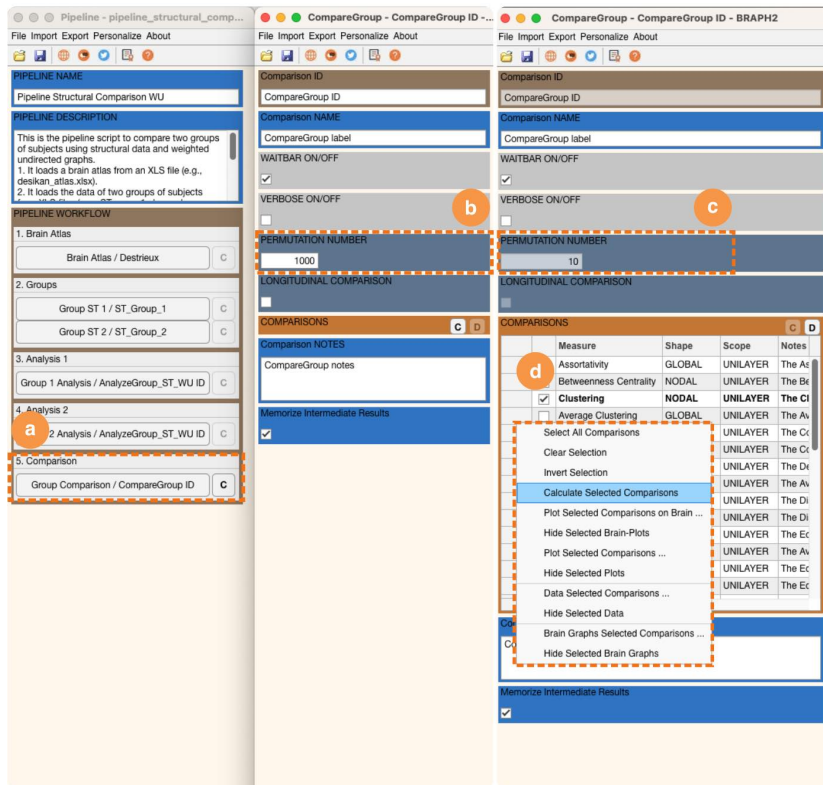 Pipeline - pipeline_structural_comp...
File Import Export Personalize About
PIPELINE NAME
Pipeline Structural Comparison WU
PIPELINE DESCRIPTION
This is the pipeline script to compare two groups
of subjects using structural data and weighted
undirected graphs.
1. It loads a brain atlas from an XLS file (e.g.,
desikan_atlas.xlsx).
2. It loads the data of two groups of subjects
PIPELINE WORKFLOW
1. Brain Atlas
Brain Atlas / Destrieux C
2. Groups
Group ST 1 / ST_Group_1 C
Group ST 2 / ST_Group_2 C
3. Analysis 1
Group 1 Analysis / AnalyzeGroup_ST_WU ID C
4. Analysis 2
a
2 Analysis / AnalyzeGroup_ST_WU ID C
5. Comparison
Group Comparison / CompareGroup ID C
CompareGroup - CompareGroup ID -...
File Import Export Personalize About
Comparison ID
CompareGroup ID
Comparison NAME
CompareGroup label
WAITBAR ON/OFF
VERBOSE ON/OFF
b
PERMUTATION NUMBER
1000
LONGITUDINAL COMPARISON
COMPARISONS C D
Comparison NOTES
CompareGroup notes
Memorize Intermediate Results
CompareGroup - CompareGroup ID - BRAPH2
File Import Export Personalize About
Comparison ID
CompareGroup ID
Comparison NAME
CompareGroup label
WAITBAR ON/OFF
VERBOSE ON/OFF
c
PERMUTATION NUMBER
10
LONGITUDINAL COMPARISON
COMPARISONS C D
Measure Shape Scope Notes
d
Assortativity GLOBAL UNILAYER The As
Betweenness Centrality NODAL UNILAYER The Be
Clustering NODAL UNILAYER The Cl
Average Clustering GLOBAL UNILAYER The Av
UNILAYER The Co
UNILAYER The Co
UNILAYER The De
UNILAYER The Av
UNILAYER The Di
UNILAYER The Di
UNILAYER The Ec
UNILAYER The Av
UNILAYER The Ec
UNILAYER The Ec
Select All Comparisons
Clear Selection
Invert Selection
Calculate Selected Comparisons
Plot Selected Comparisons on Brain ...
Hide Selected Brain-Plots
Plot Selected Comparisons ...
Hide Selected Plots
Data Selected Comparisons ...
Hide Selected Data
Brain Graphs Selected Comparisons ...
Hide Selected Brain Graphs
Memorize Intermediate Results